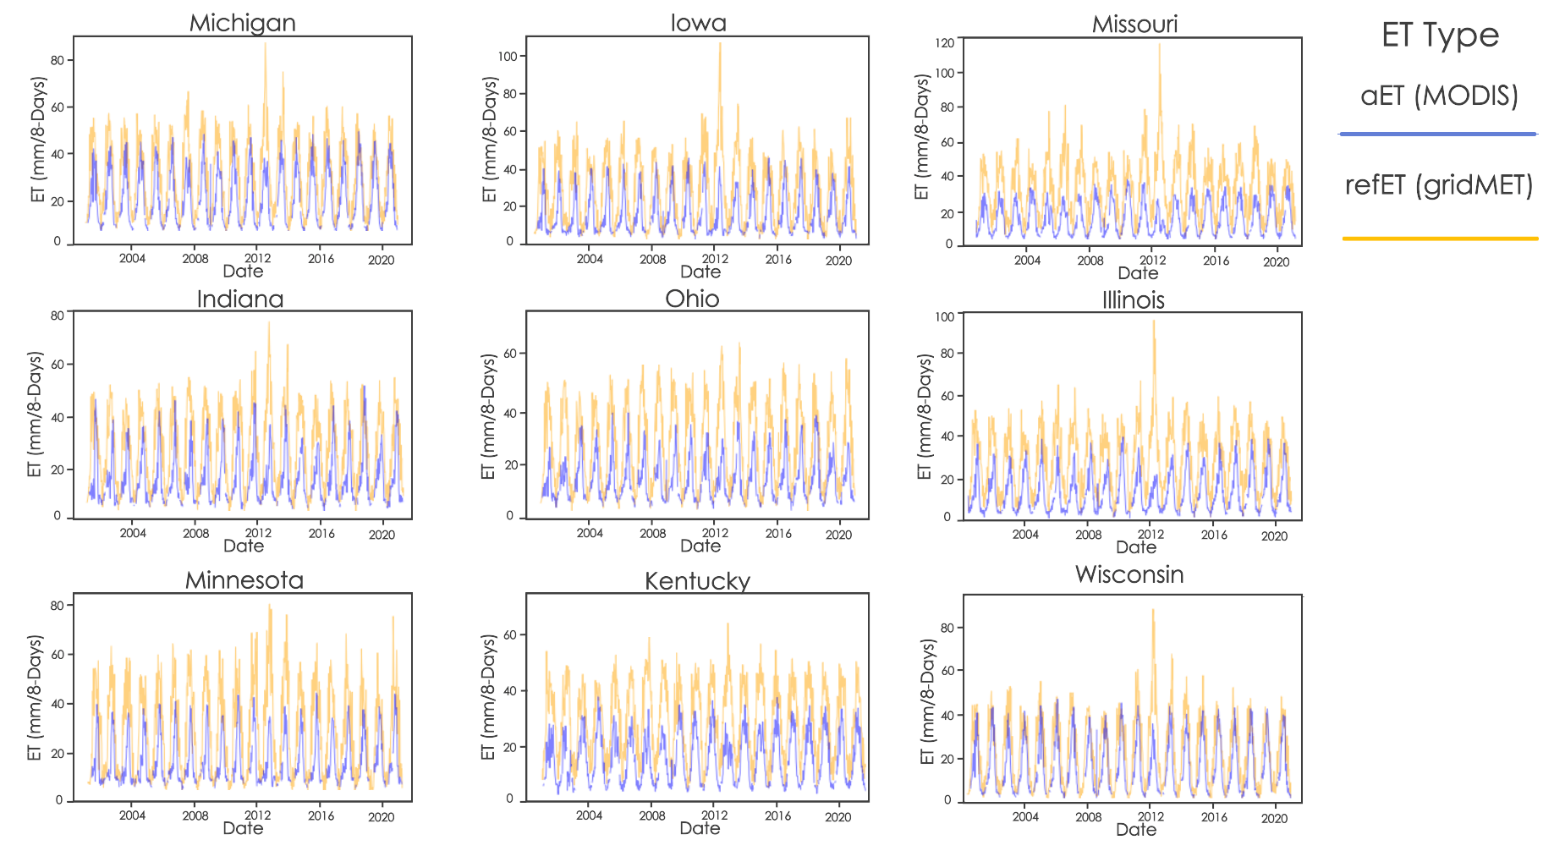 Michigan
ET (mm/8-Days)
80
60
40
20
0
2004 2008 2012 2016 2020
Date
Iowa
ET (mm/8-Days)
100
80
60
40
20
0
2004 2008 2012 2016 2020
Date
Missouri
ET (mm/8-Days)
120
100
80
60
40
20
0
2004 2008 2012 2016 2020
Date
ET Type
aET (MODIS)
refET (gridMET)
Indiana
ET (mm/8-Days)
80
60
40
20
0
2004 2008 2012 2016 2020
Date
Ohio
ET (mm/8-Days)
60
40
20
0
2004 2008 2012 2016 2020
Date
Illinois
ET (mm/8-Days)
100
80
60
40
20
0
2004 2008 2012 2016 2020
Date
Minnesota
ET (mm/8-Days)
80
60
40
20
0
2004 2008 2012 2016 2020
Date
Kentucky
ET (mm/8-Days)
60
40
20
0
2004 2008 2012 2016 2020
Date
Wisconsin
ET (mm/8-Days)
80
60
40
20
0
2004 2008 2012 2016 2020
Date